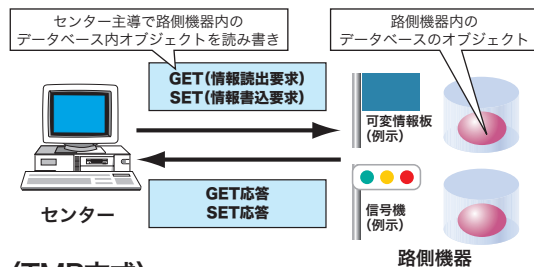 センター主導で路側機器内の
データベース内オブジェクトを読み書き
路側機器内の
データベースのオブジェクト
GET(情報読出要求)
SET(情報書込要求)
可変情報板
(例示)
GET応答
SET応答
信号機
(例示)
センター
路側機器